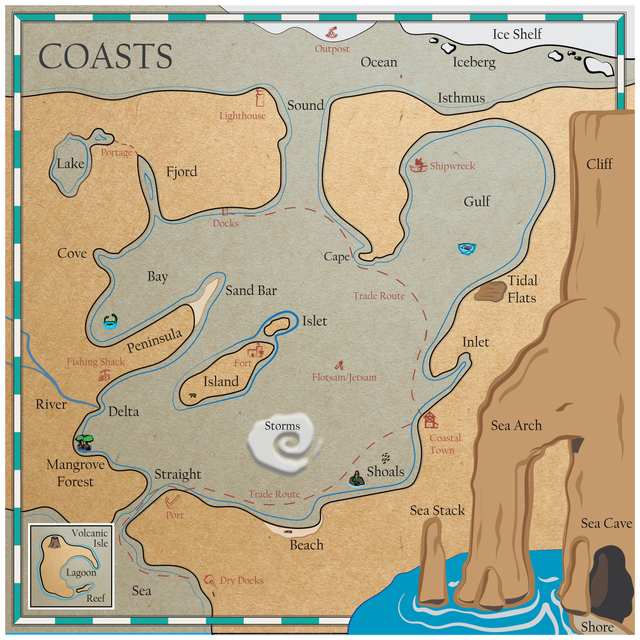 Outpost
Ice Shelf
COASTS
Ocean
Iceberg
Isthmus
Sound
Lighthouse
Portage
Lake
Fjord
Shipwreck
Cliff
Gulf
Docks
Cove
Cape
Bay
Sand Bar
Trade Route
Tidal
Flats
Islet
Peninsula
Inlet
Fishing Shack
Fort
Island
Flotsam/Jetsam
River
Delta
Storms
Coastal
Town
Sea Arch
Mangrove
Forest
Straight
Shoals
Trade Route
Port
Sea Stack
Sea Cave
Beach
Volcanic
Isle
Lagoon
Reef
Sea
Dry Docks
Shore